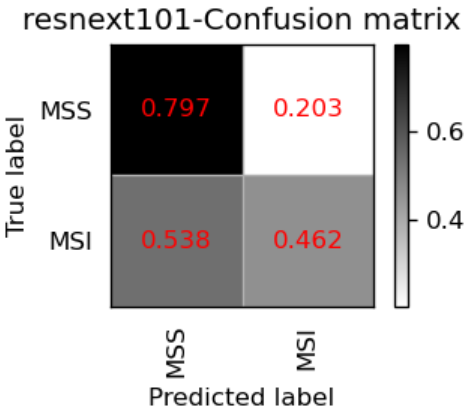 resnext101-Confusion matrix
True label
MSS
0.797
0.203
MSI
0.538
0.462
MSS
MSI
Predicted label
0.6
0.4